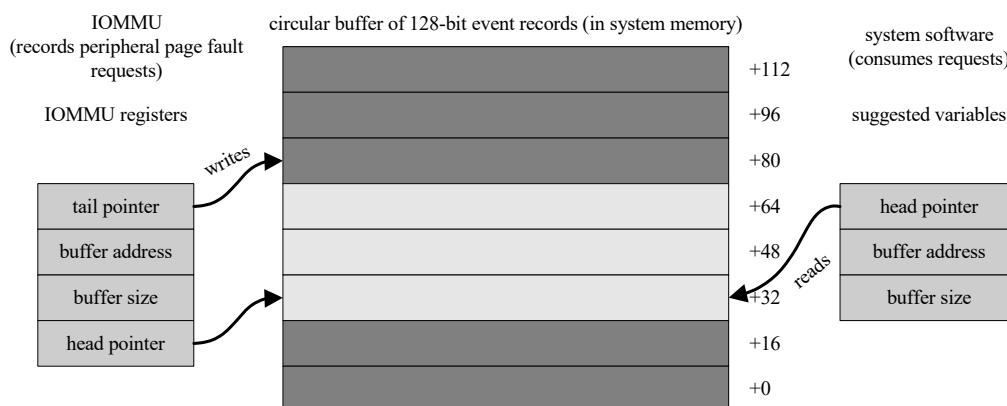 IOMMU
(records peripheral page fault
requests)
IOMMU registers
tail pointer
buffer address
buffer size
head pointer
writes
circular buffer of 128-bit event records (in system memory)
+112
+96
+80
+64
+48
+32
+16
+0
reads
system software
(consumes requests)
suggested variables
head pointer
buffer address
buffer size